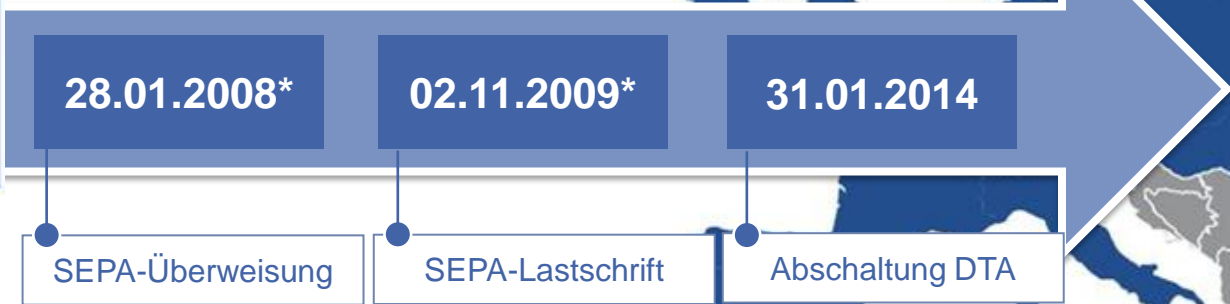 28.01.2008*
02.11.2009*
31.01.2014
SEPA-Überweisung
SEPA-Lastschrift
Abschaltung DTA